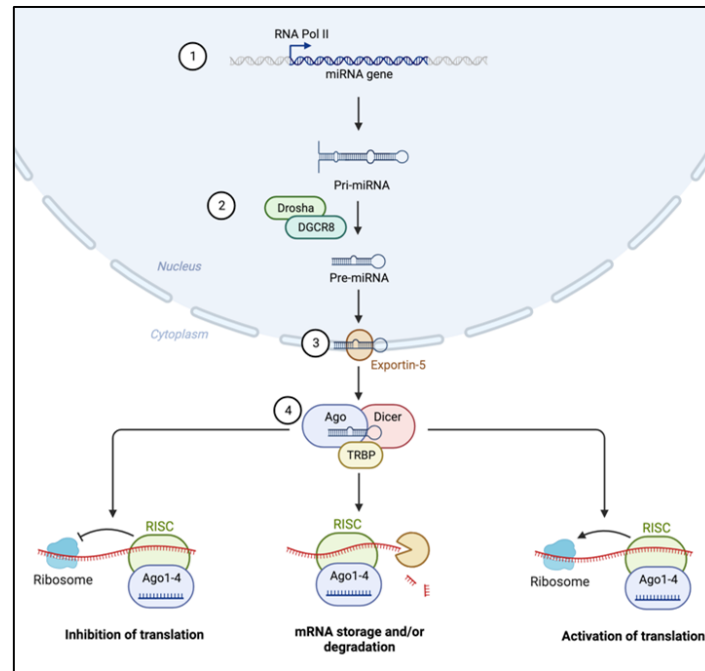 RNA Pol II
1
miRNA gene
Pri-miRNA
2
Drosha
DGCR8
Nucleus
Pre-miRNA
Cytoplasm
3
Exportin-5
4
Ago
Dicer
TRBP
RISC
Ribosome
Ago1-4
Inhibition of translation
RISC
Ago1-4
mRNA storage and/or
degradation
RISC
Ribosome
Ago1-4
Activation of translation